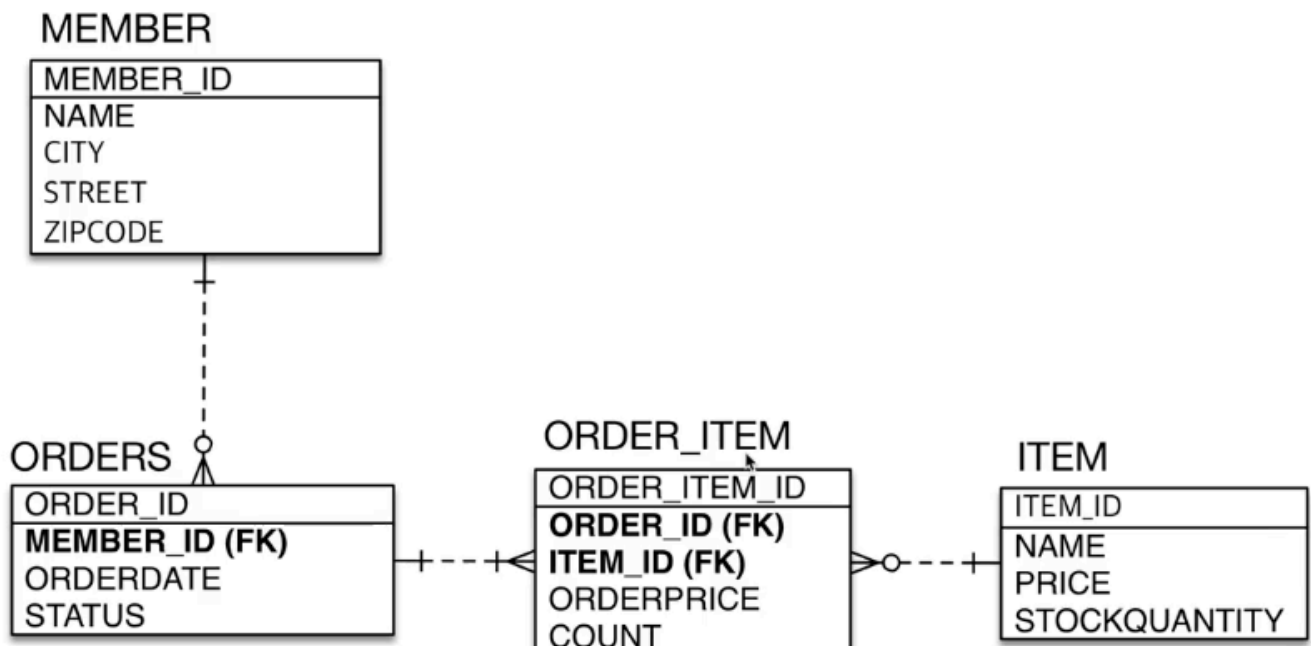 MEMBER
MEMBER_ID
NAME
CITY
STREET
ZIPCODE
ORDERS
ORDER_ID
MEMBER_ID (FK)
ORDERDATE
STATUS
ORDER_ITEM
ORDER_ITEM_ID
ORDER_ID (FK)
ITEM_ID (FK)
ORDERPRICE
COUNT
ITEM
ITEM_ID
NAME
PRICE
STOCKQUANTITY